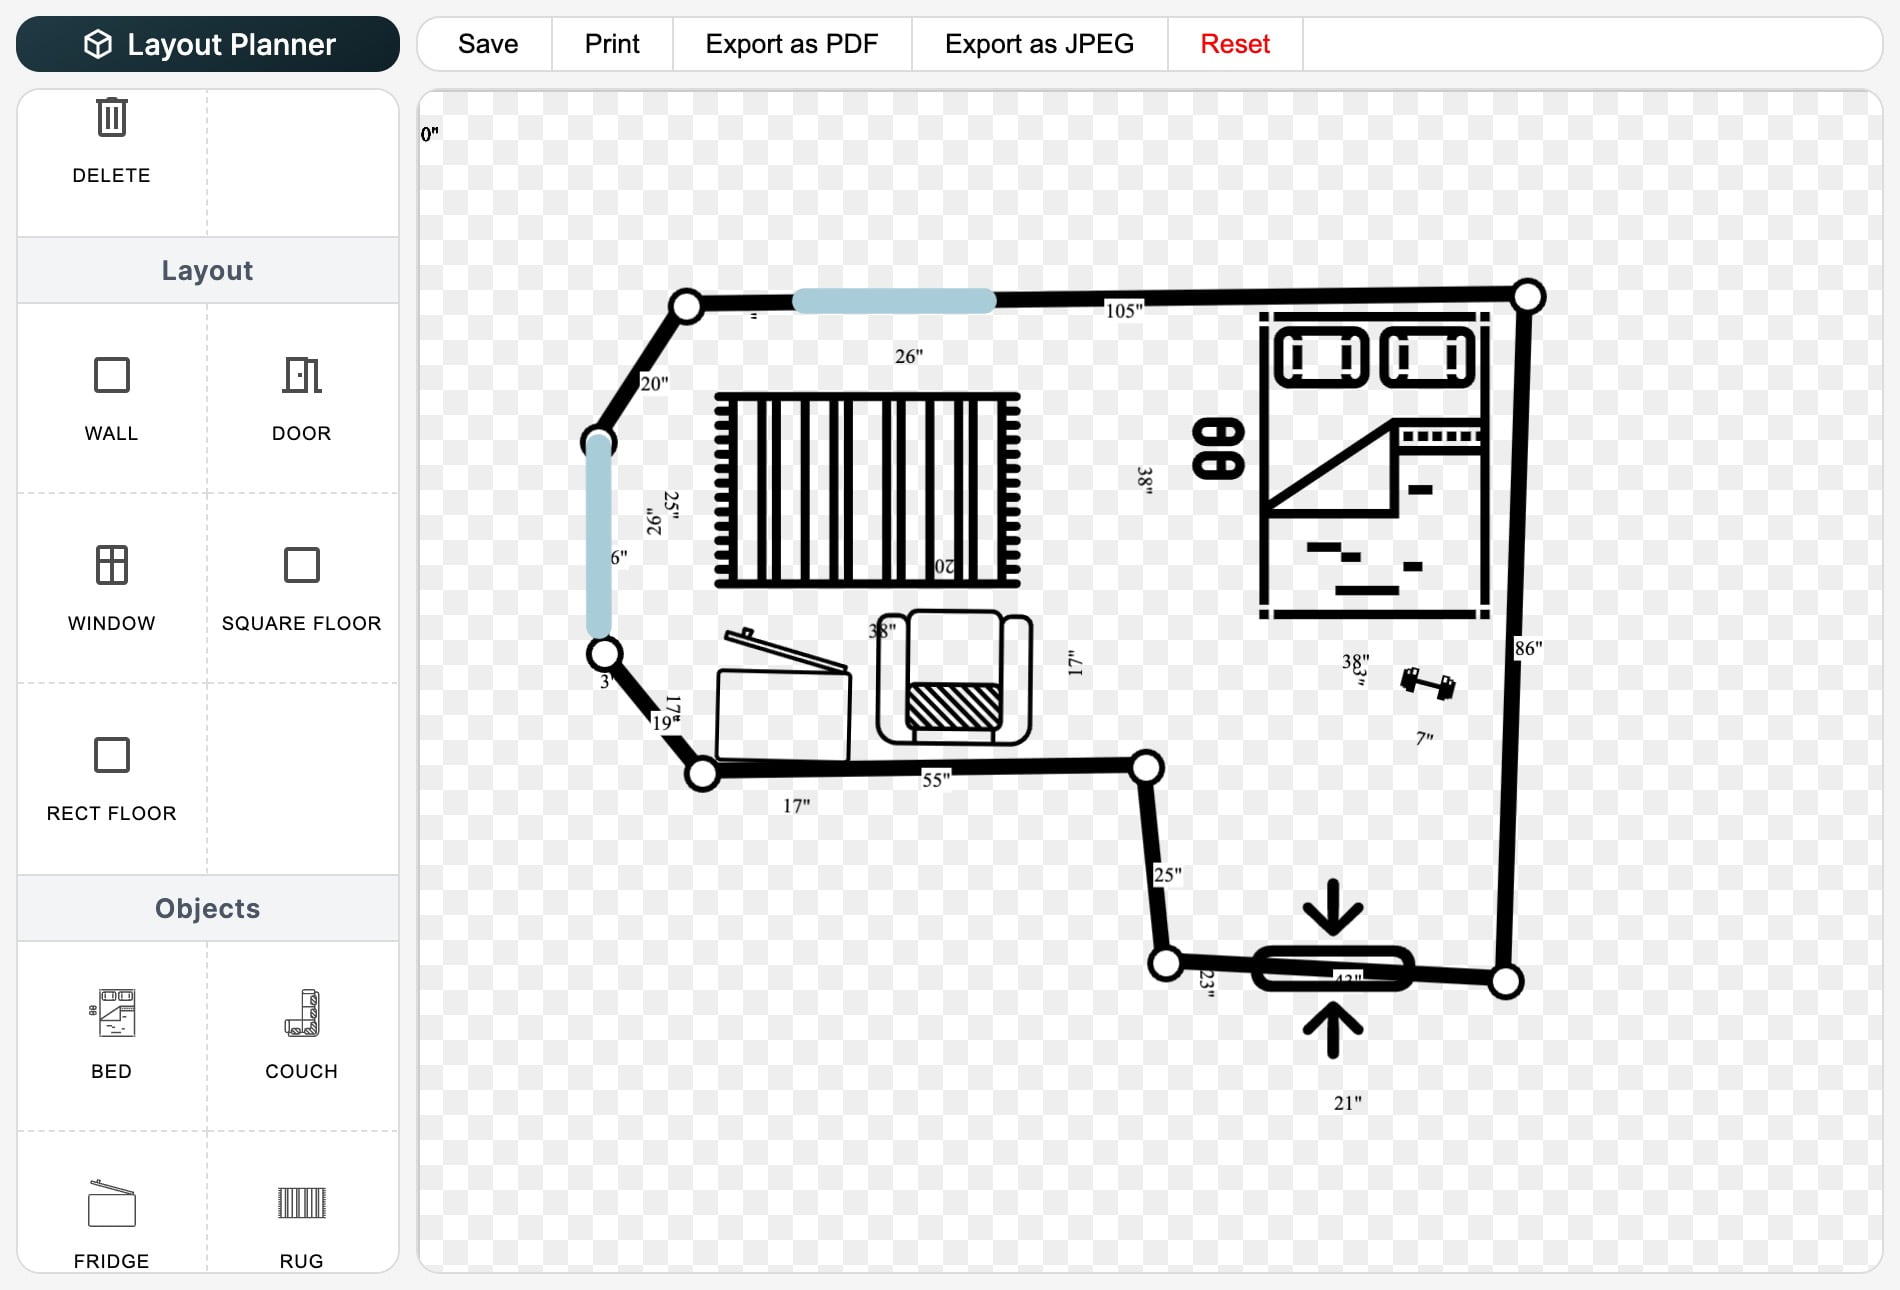 Layout Planner
Save
Print
Export as PDF
Export as JPEG
Reset
DELETE
Layout
WALL
DOOR
WINDOW
SQUARE FLOOR
RECT FLOOR
Objects
BED
COUCH
FRIDGE
RUG
0"
105"
26"
20"
38"
25"
26"
6"
20
38"
17"
86"
38"
3"
3'
17"
19"
7"
55"
17"
25"
23"
43"
21"